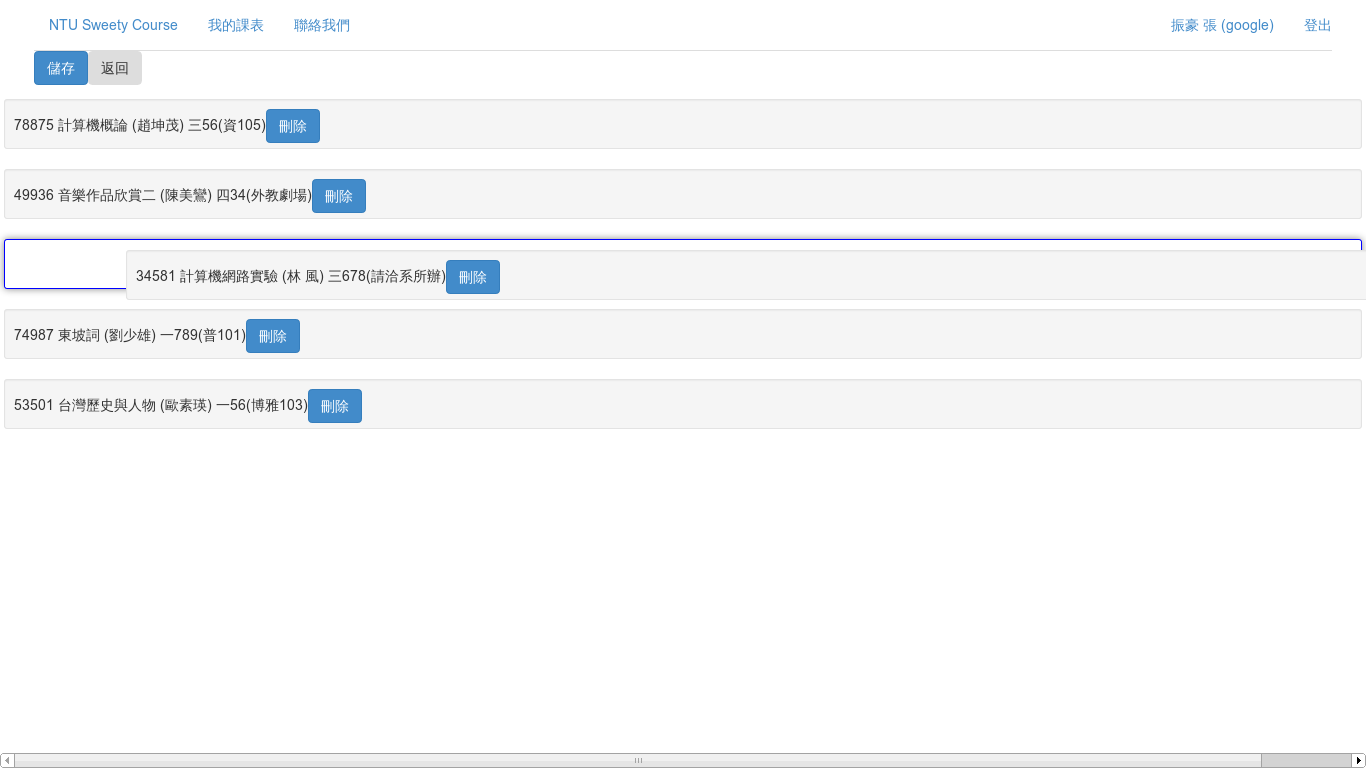 NTU Sweety Course 我的課表 聯絡我們 振豪 張 (google) 登出
儲存 返回
78875 計算機概論 (趙坤茂) 三56(資105) 刪除
49936 音樂作品欣賞二 (陳美鸞) 四34(外教劇場) 刪除
34581 計算機網路實驗 (林 風) 三678(請洽系所辦) 刪除
74987 東坡詞 (劉少雄) 一789(普101) 刪除
53501 台灣歷史與人物 (歐素瑛) 一56(博雅103) 刪除